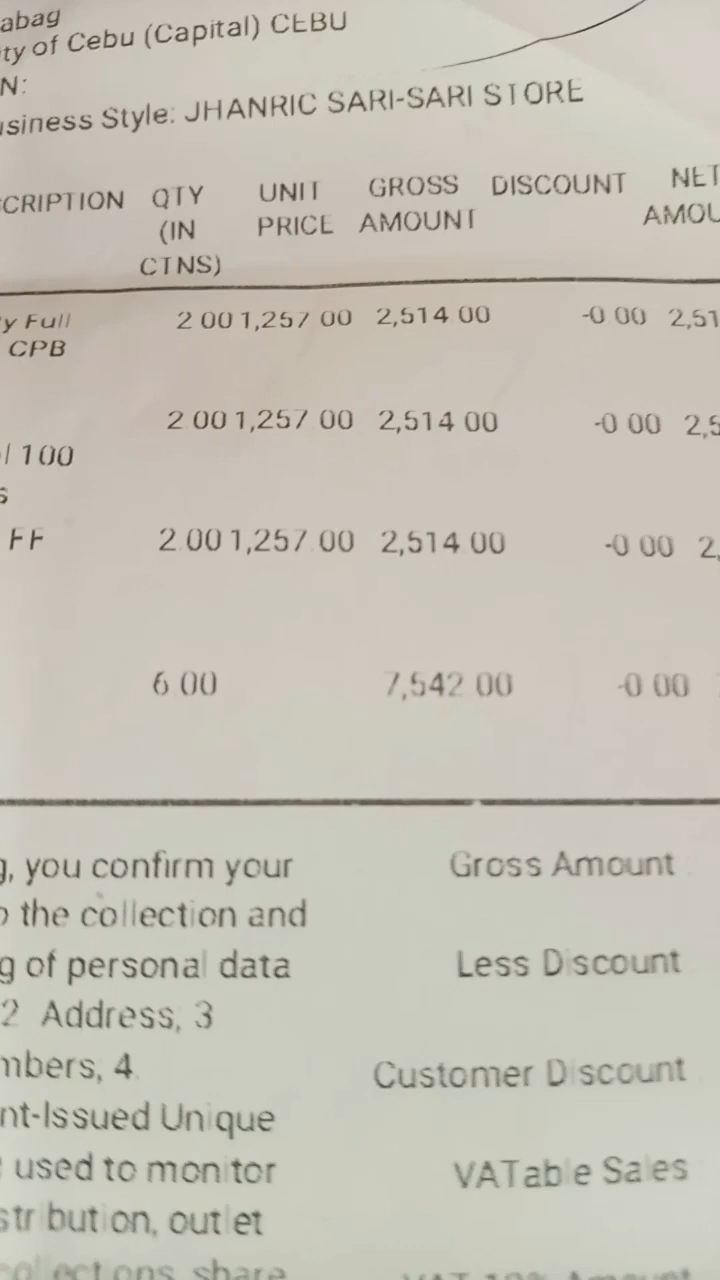 abag
ty of Cebu (Capital) CEBU
N:
usiness Style: JHANRIC SARI-SARI STORE
SCRIPTION QTY (IN CTNS) UNIT PRICE GROSS AMOUNT DISCOUNT NET AMOU
y Full 2 00 1,257 00 2,514 00 -0 00 2,51
CPB
2 00 1,257 00 2,514 00 -0 00 2,5
l 100
s
FF 2.00 1,257.00 2,514.00 -0 00 2,
6 00 7,542 00 -0 00
g, you confirm your
o the collection and
g of personal data
2 Address, 3
mbers, 4.
nt-Issued Unique
used to monitor
stribution, outlet
collections, share
Gross Amount
Less Discount
Customer Discount
VATable Sales